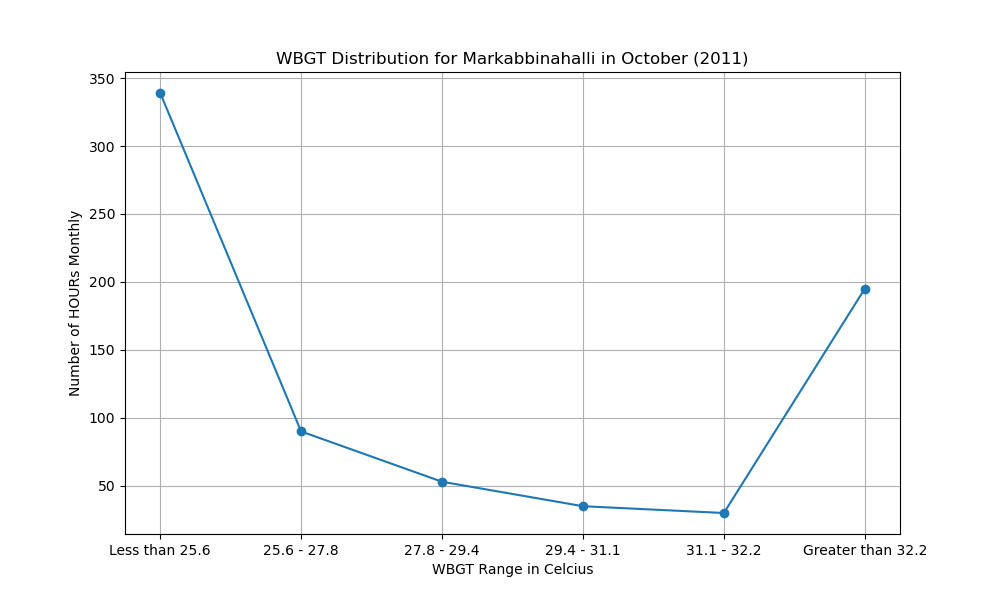 WBGT Distribution for Markabbinahalli in October (2011)
Number of HOURs Monthly
350
300
250
200
150
100
50
Less than 25.6 25.6 - 27.8 27.8 - 29.4 29.4 - 31.1 31.1 - 32.2 Greater than 32.2
WBGT Range in Celcius